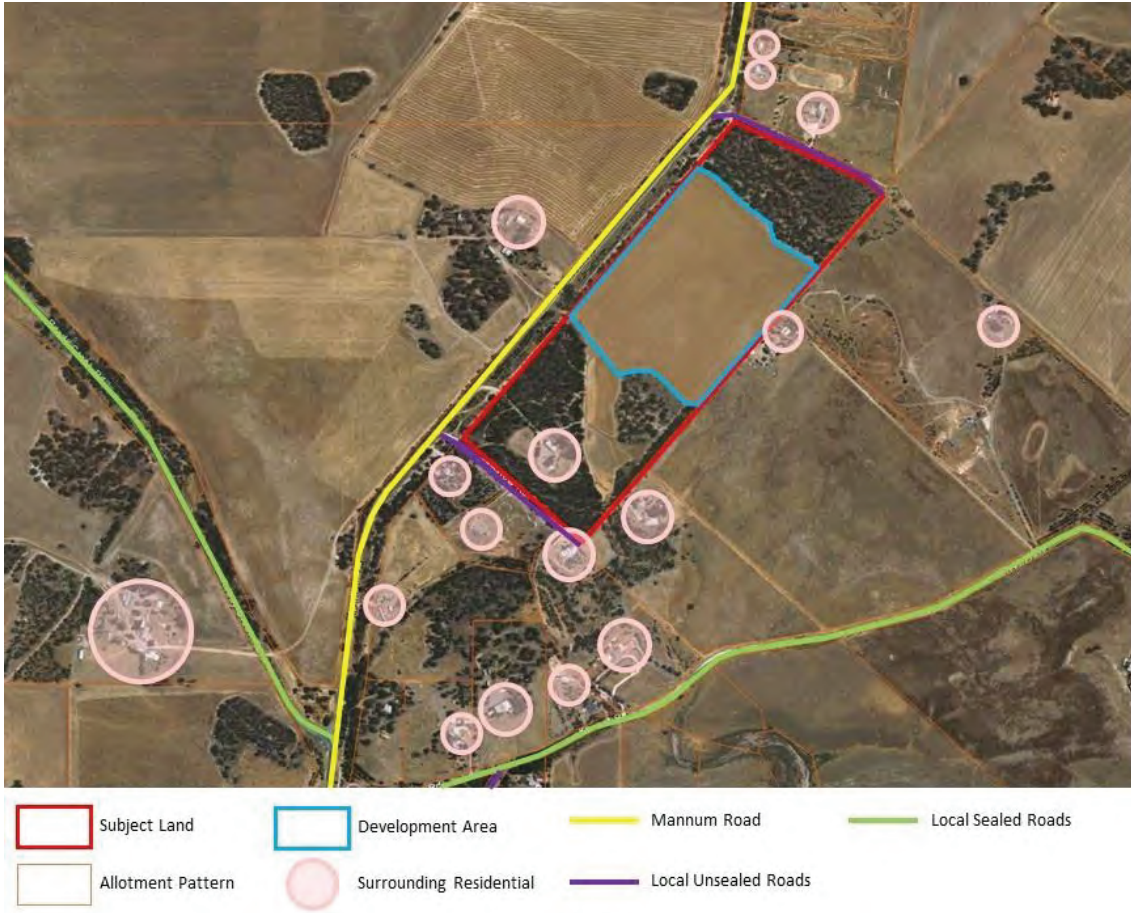 Subject Land
Development Area
Mannum Road
Local Sealed Roads
Allotment Pattern
Surrounding Residential
Local Unsealed Roads